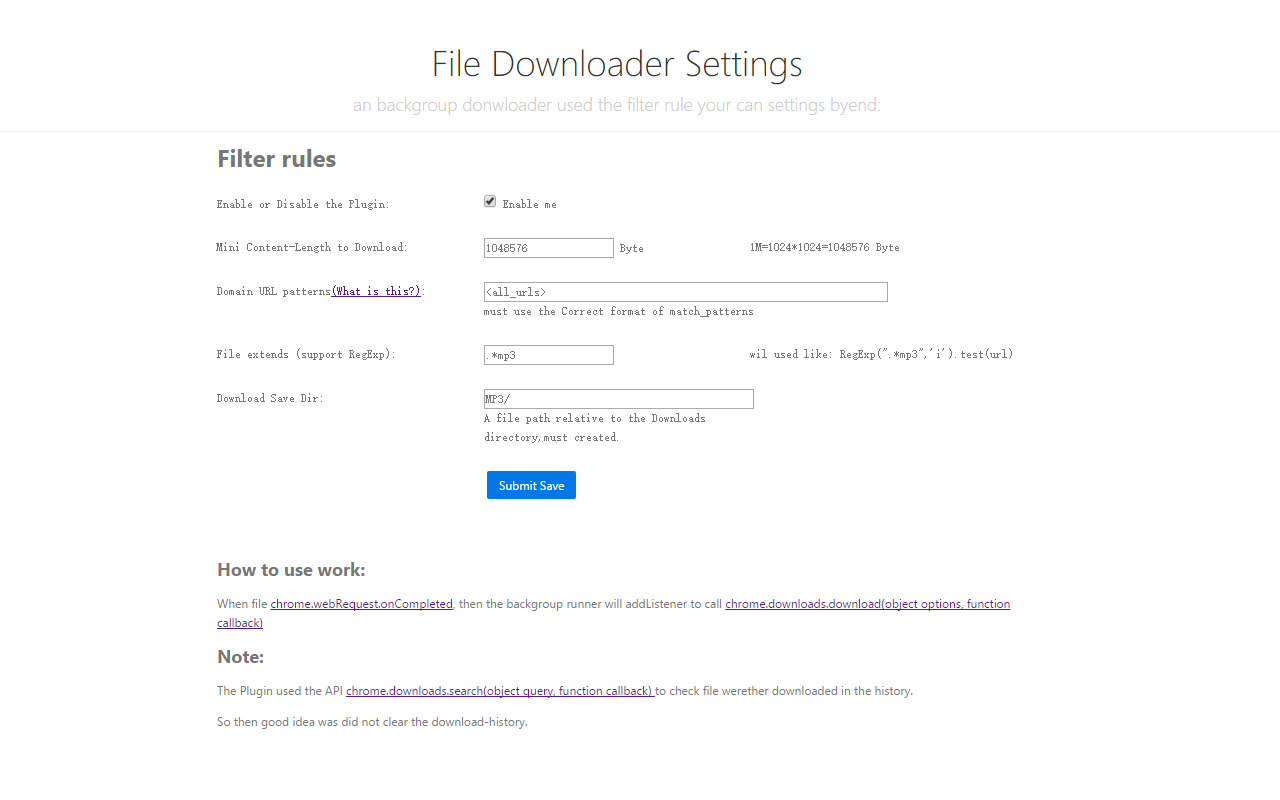 File Downloader Settings
an backgroup donwloader used the filter rule your can settings byend:
Filter rules
Enable or Disable the Plugin: Enable me
Mini Content-Length to Download: 1048576 Byte 1M=1024*1024=1048576 Byte
Domain URL patterns(What is this?): <all_urls>
must use the Correct format of match_patterns
File extends (support RegExp): .*mp3 wil used like: RegExp(".*mp3",'i').test(url)
Download Save Dir: MP3/
A file path relative to the Downloads
directory,must created.
Submit Save
How to use work:
When file chrome.webRequest.onCompleted, then the backgroup runner will addListener to call chrome.downloads.download(object options, function
callback)
Note:
The Plugin used the API chrome.downloads.search(object query, function callback) to check file werether downloaded in the history.
So then good idea was did not clear the download-history.